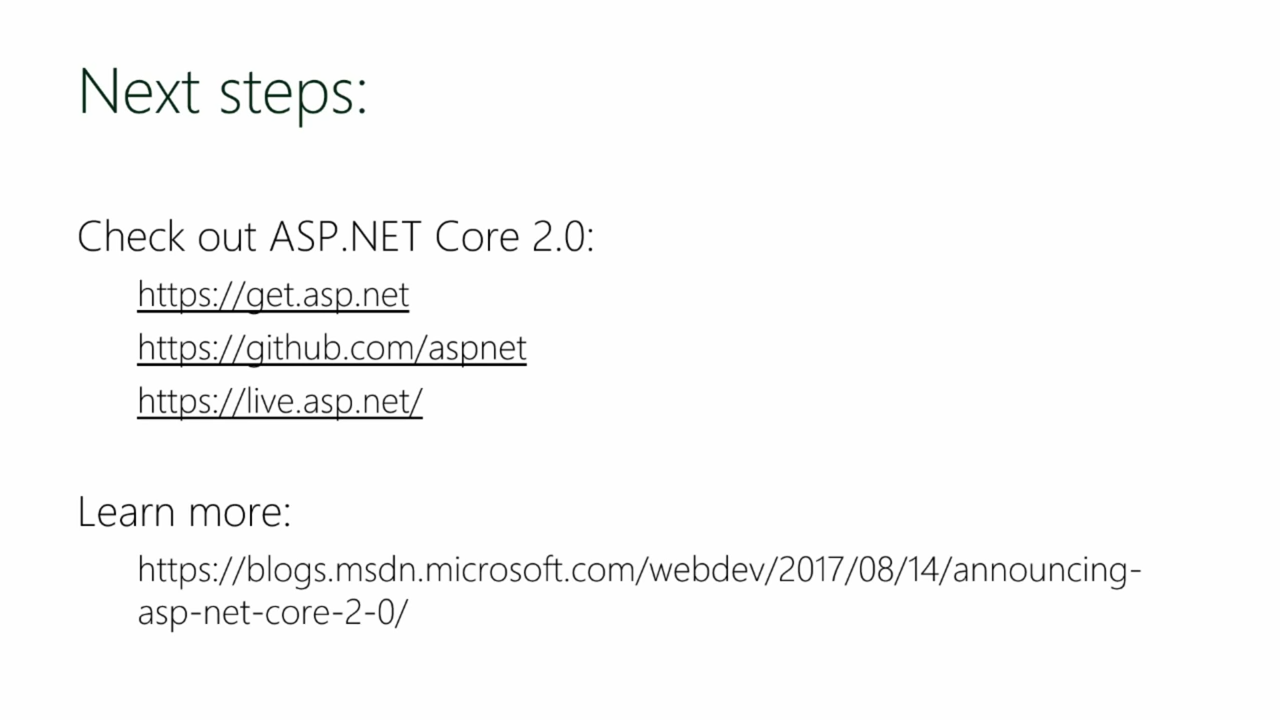 Next steps:
Check out ASP.NET Core 2.0:
https://get.asp.net
https://github.com/aspnet
https://live.asp.net/
Learn more:
https://blogs.msdn.microsoft.com/webdev/2017/08/14/announcing-
asp-net-core-2-0/